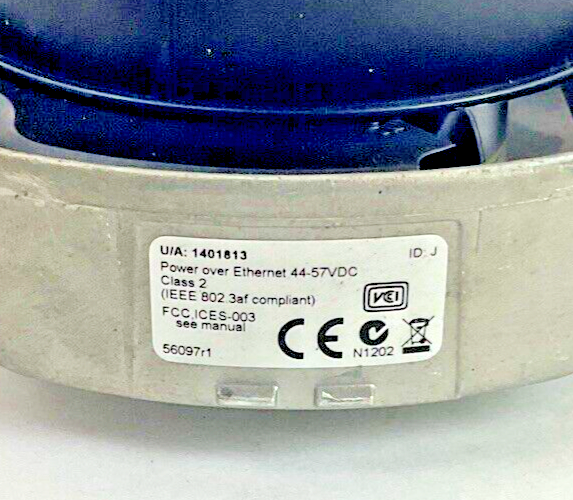 U/A: 1401813 ID: J
Power over Ethernet 44-57VDC
Class 2
(IEEE 802.3af compliant)
VCI
FCC,ICES-003
see manual
CE
56097r1 N1202